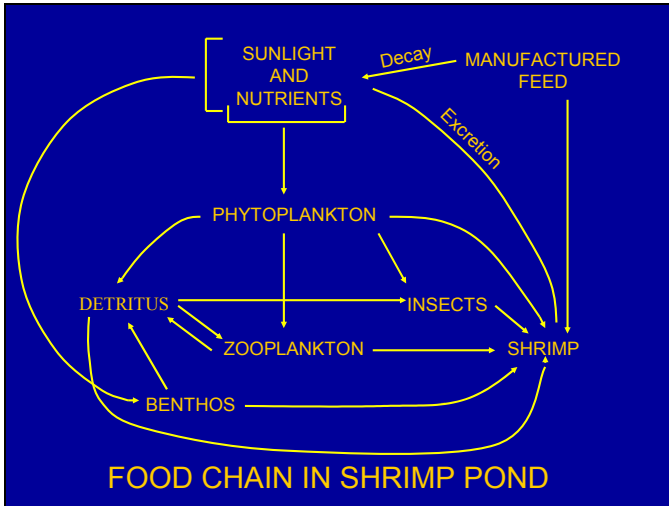 SUNLIGHT
AND
NUTRIENTS
Decay
MANUFACTURED
FEED
Excretion
PHYTOPLANKTON
DETRITUS
INSECTS
ZOOPLANKTON
SHRIMP
BENTHOS
FOOD CHAIN IN SHRIMP POND